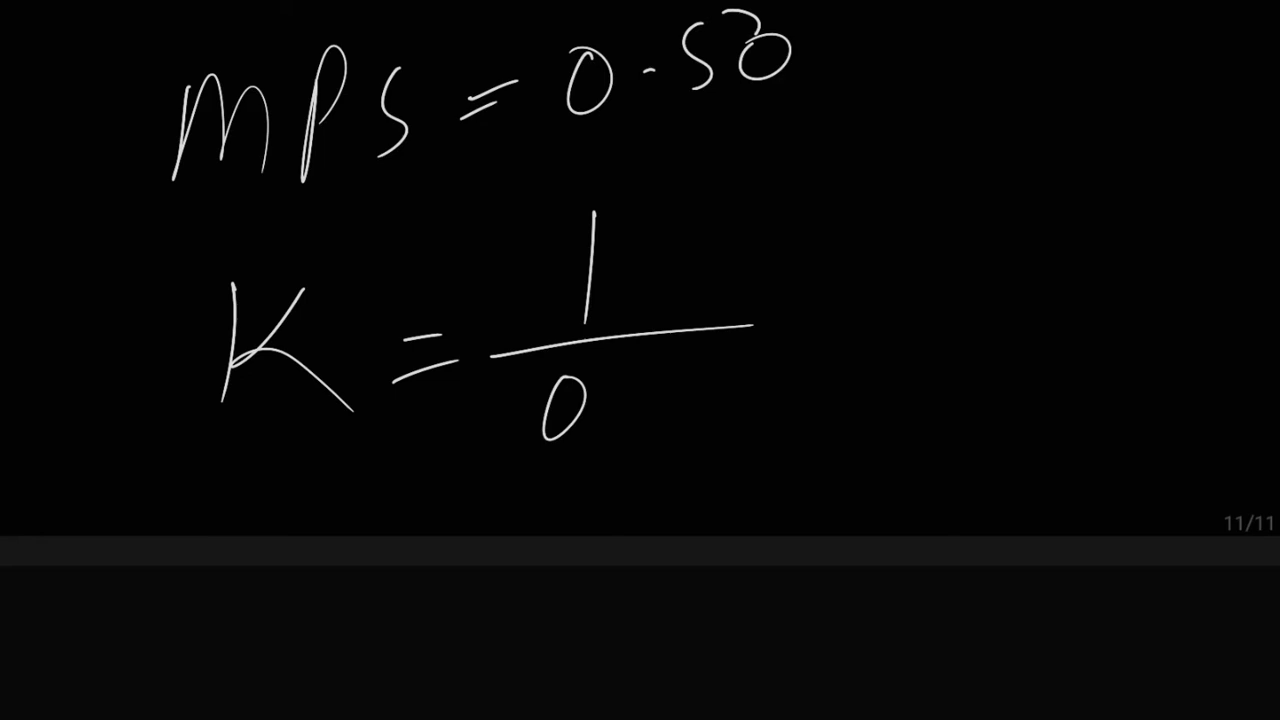 MPS = 0.50
K = 1/0
11/11